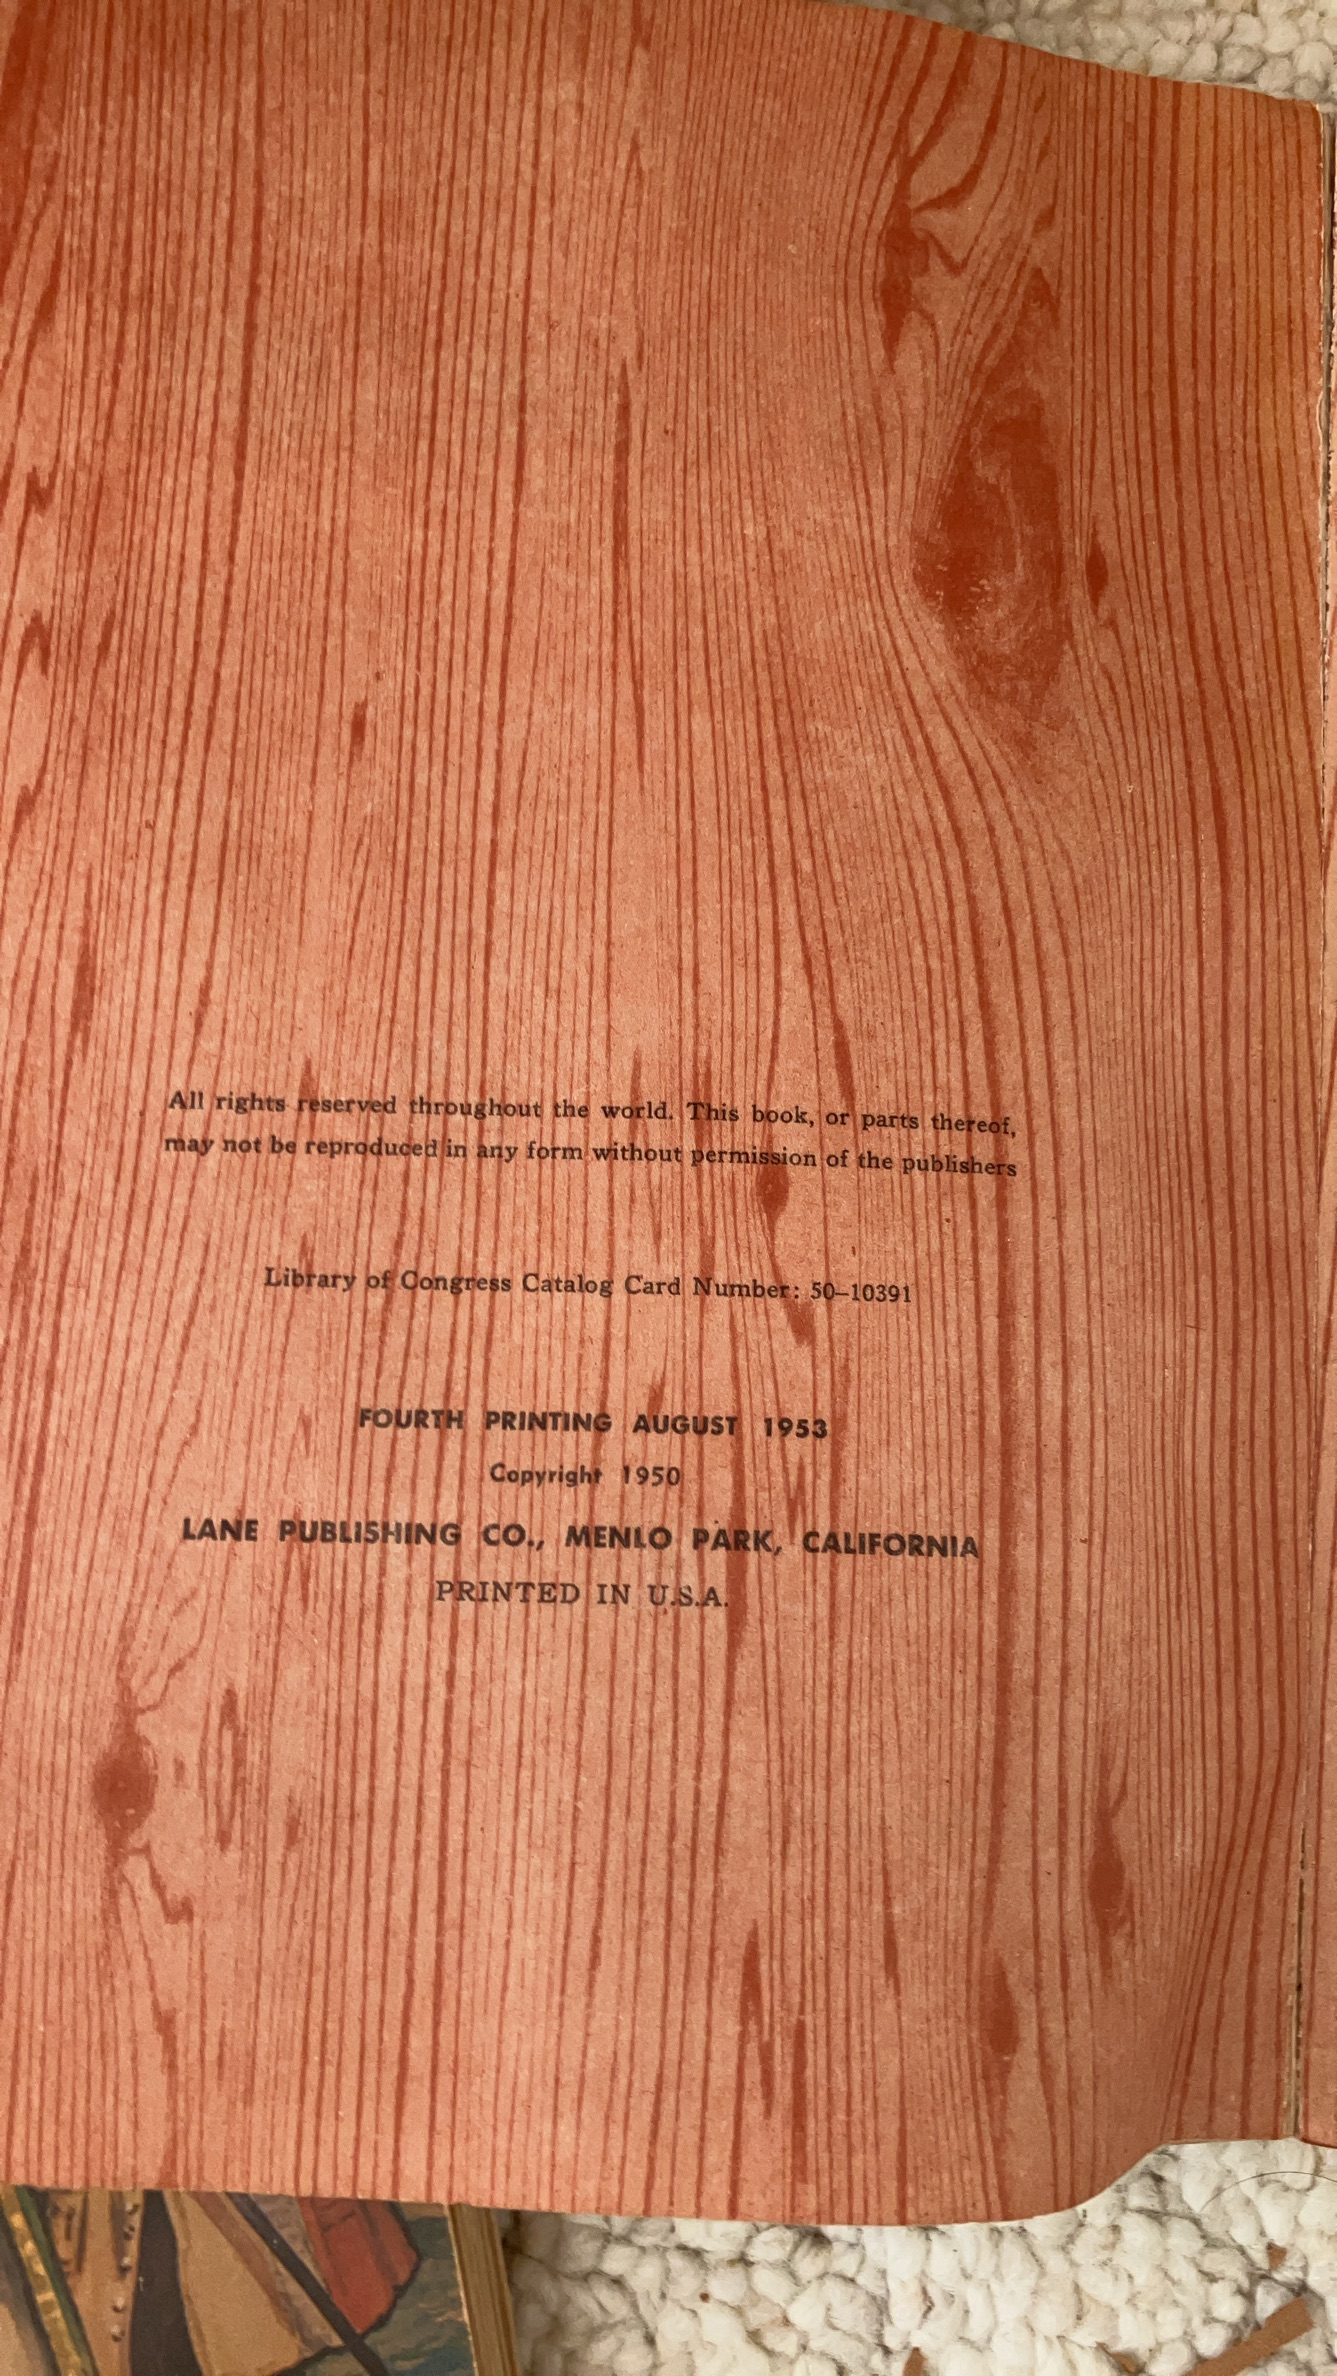 All rights reserved throughout the world. This book, or parts thereof,
may not be reproduced in any form without permission of the publishers
Library of Congress Catalog Card Number: 50–10391
FOURTH PRINTING AUGUST 1953
Copyright 1950
LANE PUBLISHING CO., MENLO PARK, CALIFORNIA
PRINTED IN U.S.A.